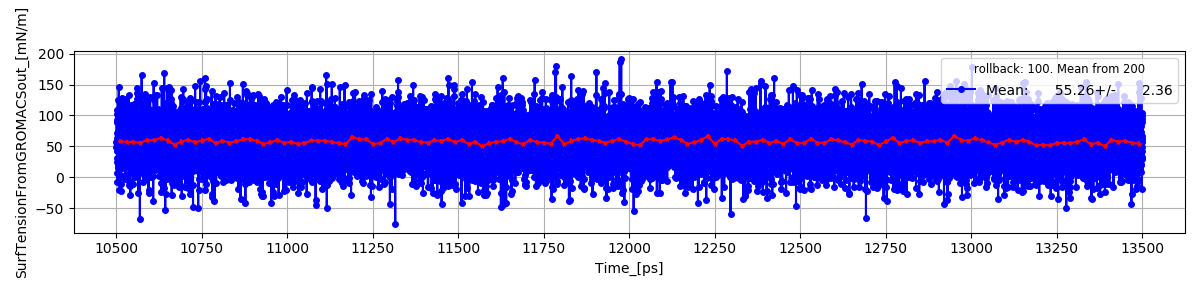 SurfTensionFromGROMACSout_[mN/m]
200
150
100
50
0
−50
rollback: 100. Mean from 200
Mean: 55.26+/- 2.36
10500 10750 11000 11250 11500 11750 12000 12250 12500 12750 13000 13250 13500
Time_[ps]